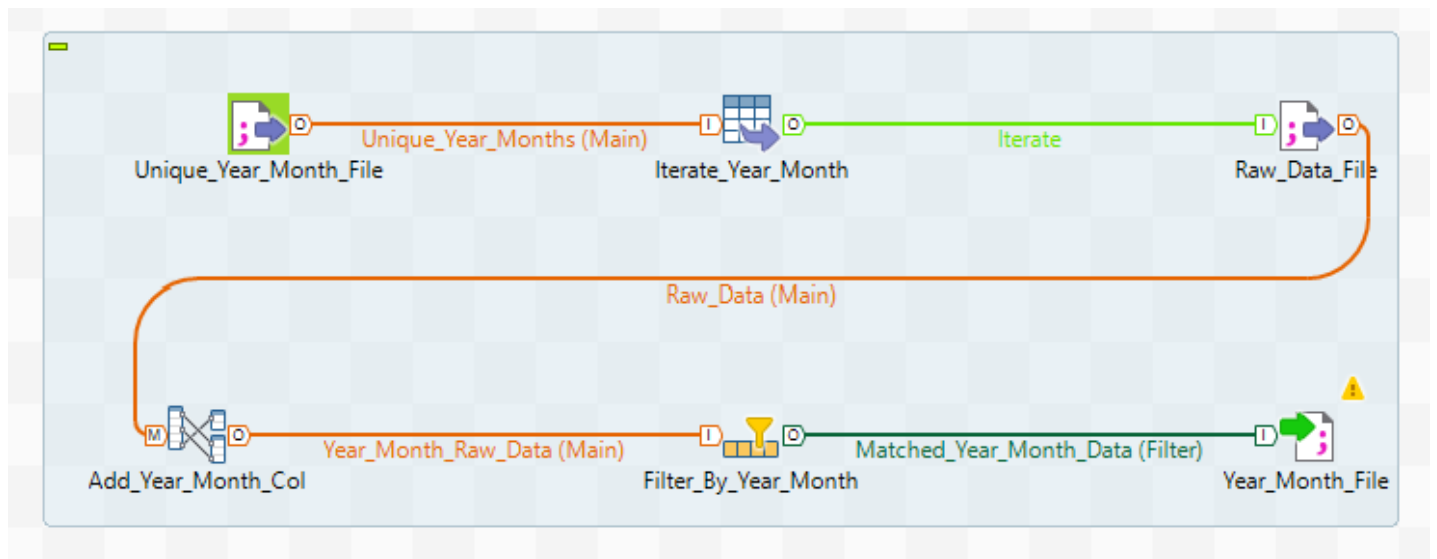 O
Unique_Year_Months (Main)
I
O
Iterate
I
O
Unique_Year_Month_File
Iterate_Year_Month
Raw_Data_File
Raw_Data (Main)
M
O
Year_Month_Raw_Data (Main)
I
O
Matched_Year_Month_Data (Filter)
I
Add_Year_Month_Col
Filter_By_Year_Month
Year_Month_File